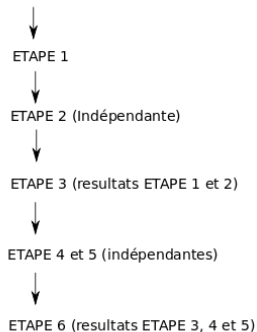 ETAPE 1
ETAPE 2 (Indépendante)
ETAPE 3 (resultats ETAPE 1 et 2)
ETAPE 4 et 5 (indépendantes)
ETAPE 6 (resultats ETAPE 3, 4 et 5)